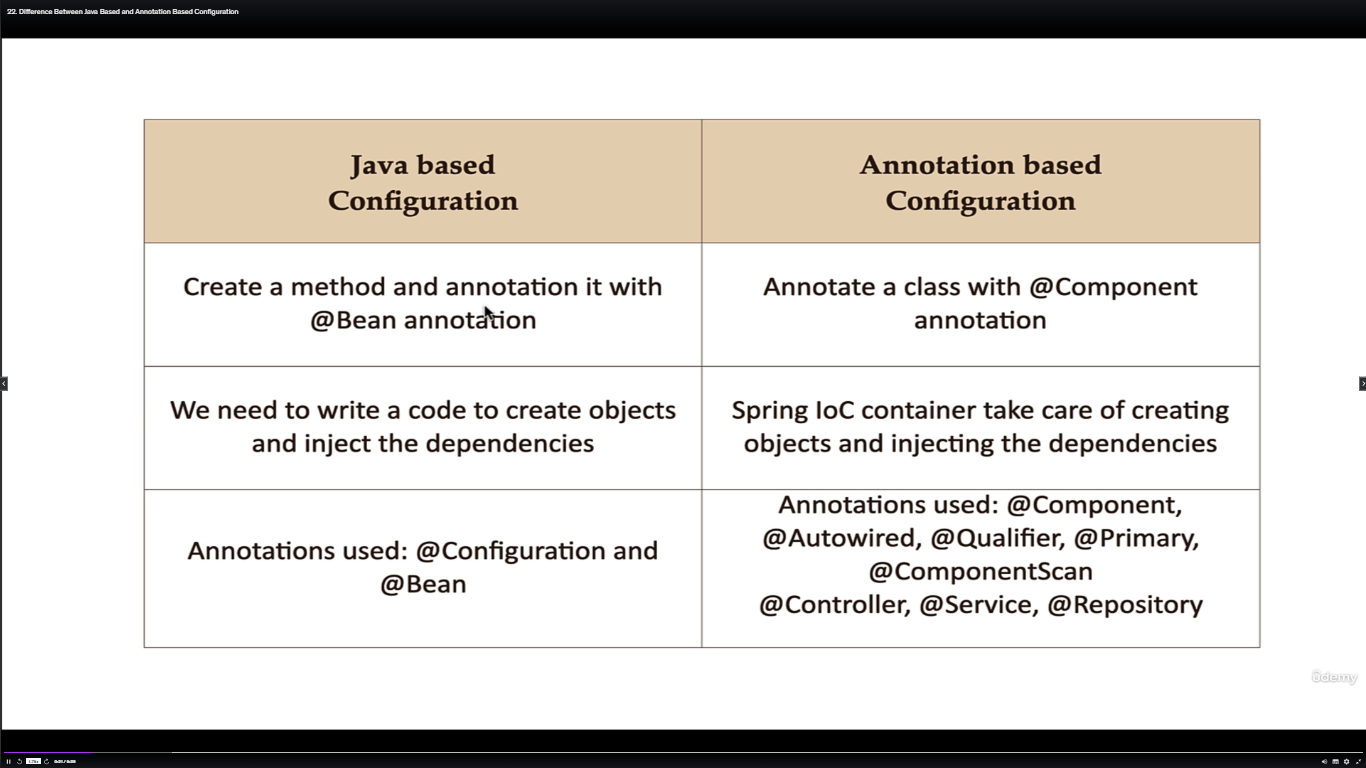 22. Difference Between Java Based and Annotation Based Configuration
Java based
Configuration
Annotation based
Configuration
Create a method and annotation it with
@Bean annotation
Annotate a class with @Component
annotation
We need to write a code to create objects
and inject the dependencies
Spring IoC container take care of creating
objects and injecting the dependencies
Annotations used: @Configuration and
@Bean
Annotations used: @Component,
@Autowired, @Qualifier, @Primary,
@ComponentScan
@Controller, @Service, @Repository
ûdemy